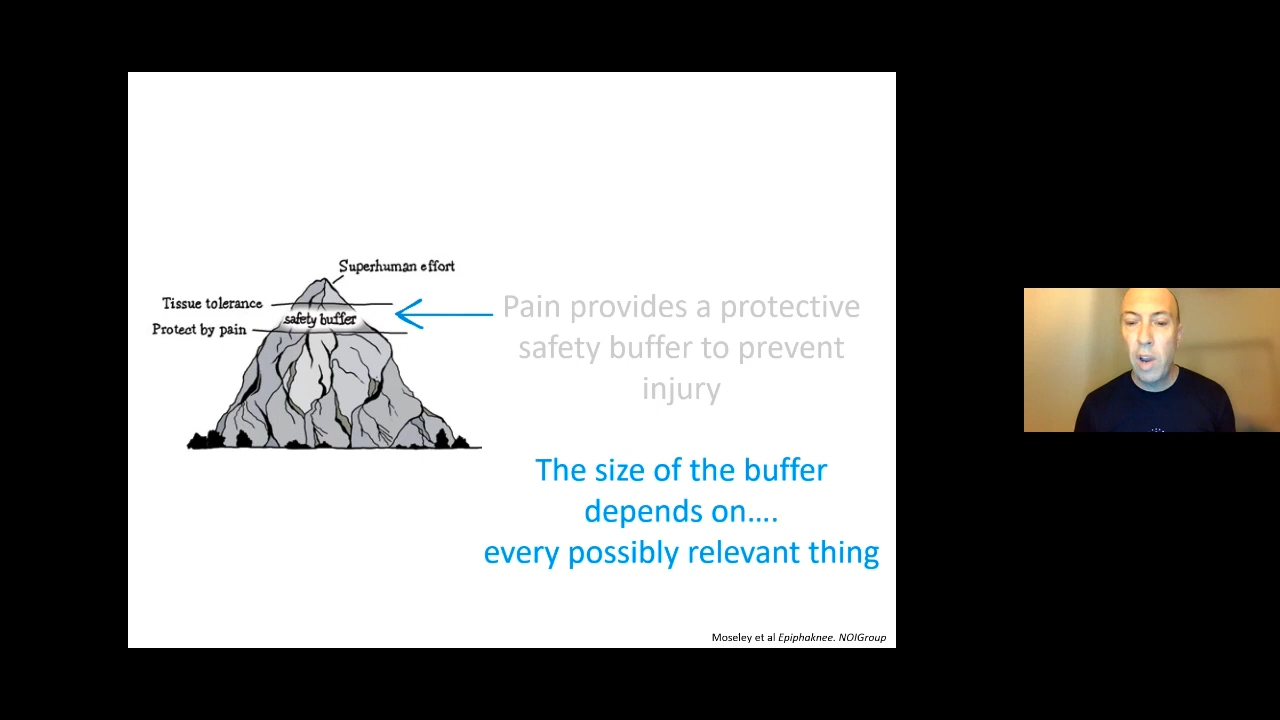 Superhuman effort
Tissue tolerance
safety buffer
Protect by pain
Pain provides a protective
safety buffer to prevent
injury
The size of the buffer
depends on....
every possibly relevant thing
Moseley et al Epiphaknee. NOIGroup